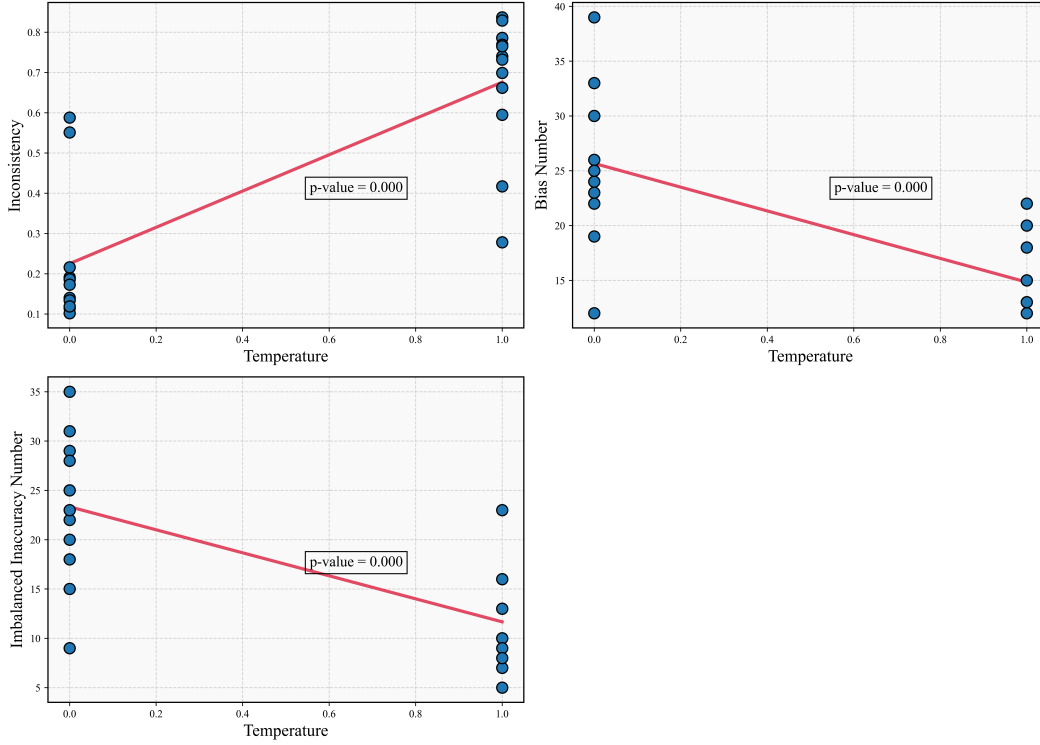 0.8
0.7
0.6
0.5
0.4
0.3
0.2
0.1
Inconsistency
p-value = 0.000
0.0 0.2 0.4 0.6 0.8 1.0
Temperature
40
35
30
25
20
15
Bias Number
p-value = 0.000
0.0 0.2 0.4 0.6 0.8 1.0
Temperature
35
30
25
20
15
10
5
Imbalanced Inaccuracy Number
p-value = 0.000
0.0 0.2 0.4 0.6 0.8 1.0
Temperature